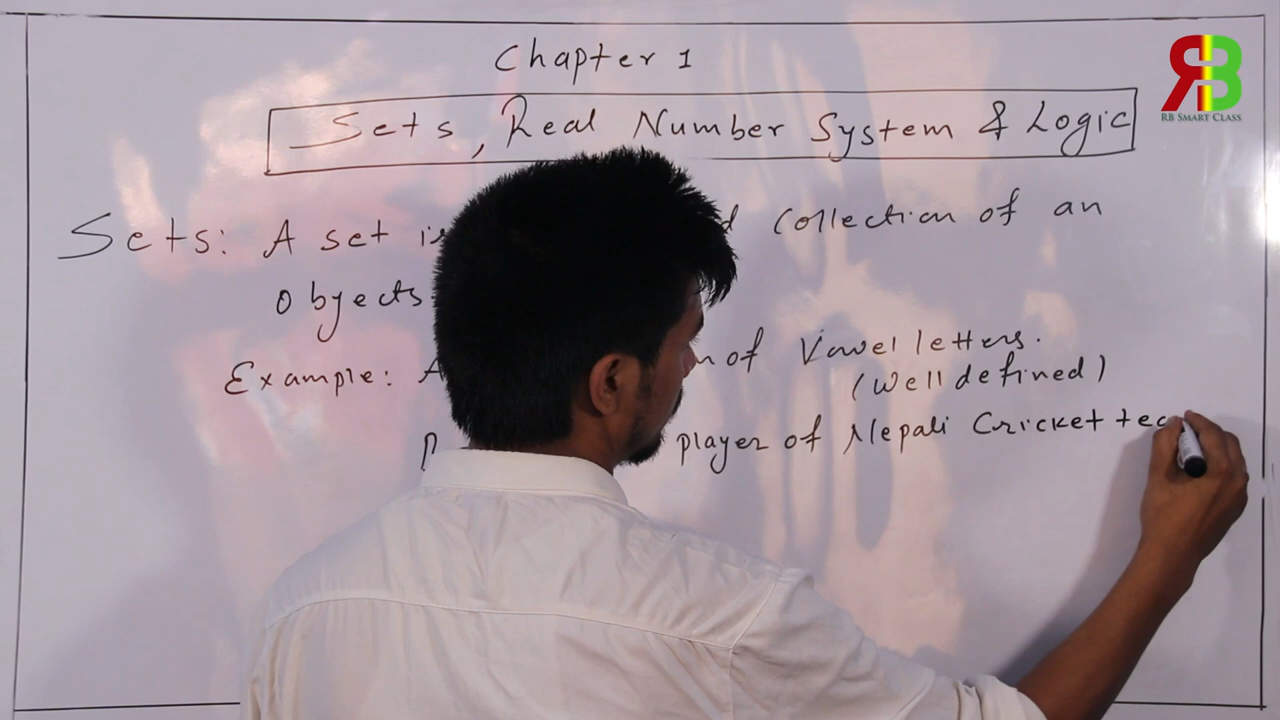 Chapter 1
RB SMART CLASS
Sets, Real Number System & Logic
Sets: A set is collection of an
Objects
Example: A of Vowel letters.
(Well defined)
player of Nepali Cricket tea